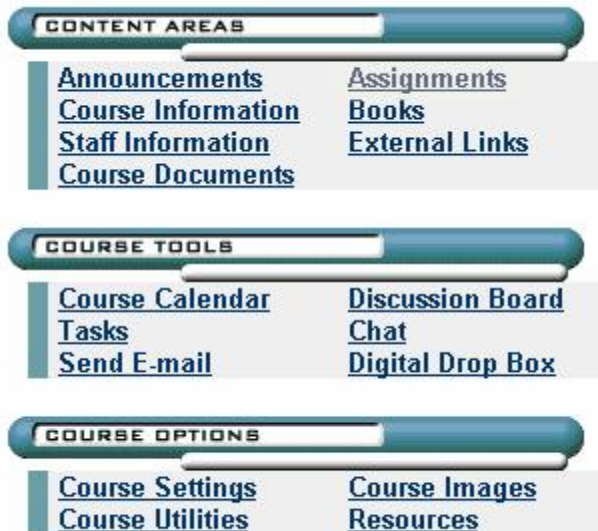 CONTENT AREAS
Announcements Assignments
Course Information Books
Staff Information External Links
Course Documents
COURSE TOOLS
Course Calendar Discussion Board
Tasks Chat
Send E-mail Digital Drop Box
COURSE OPTIONS
Course Settings Course Images
Course Utilities Resources